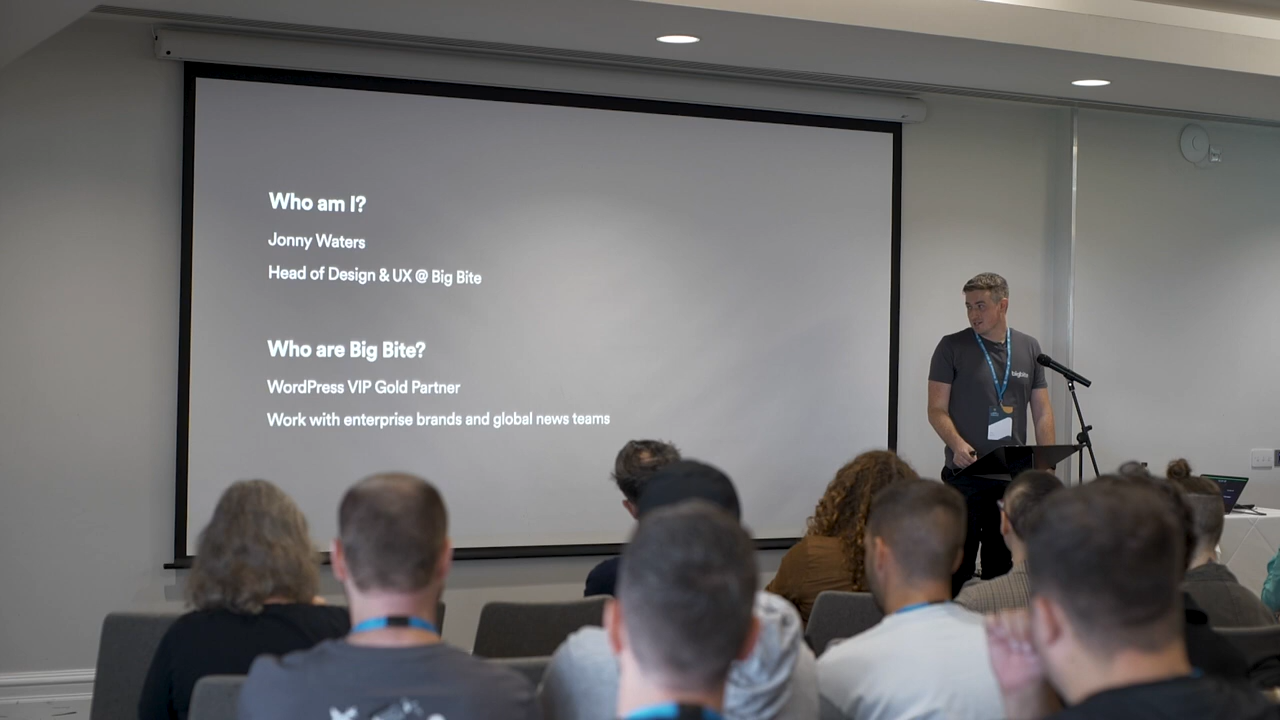 Who am I?
Jonny Waters
Head of Design & UX @ Big Bite
Who are Big Bite?
WordPress VIP Gold Partner
Work with enterprise brands and global news teams
bigbite